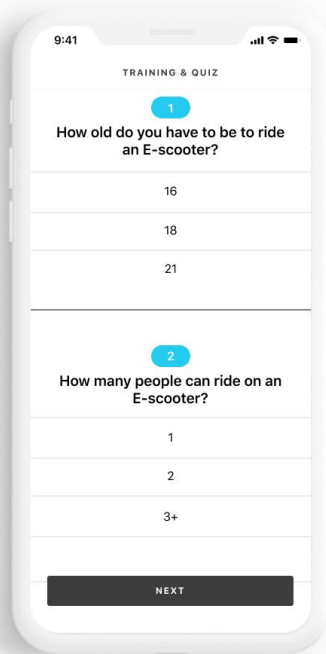 9:41
TRAINING & QUIZ
1
How old do you have to be to ride
an E-scooter?
16
18
21
2
How many people can ride on an
E-scooter?
1
2
3+
NEXT